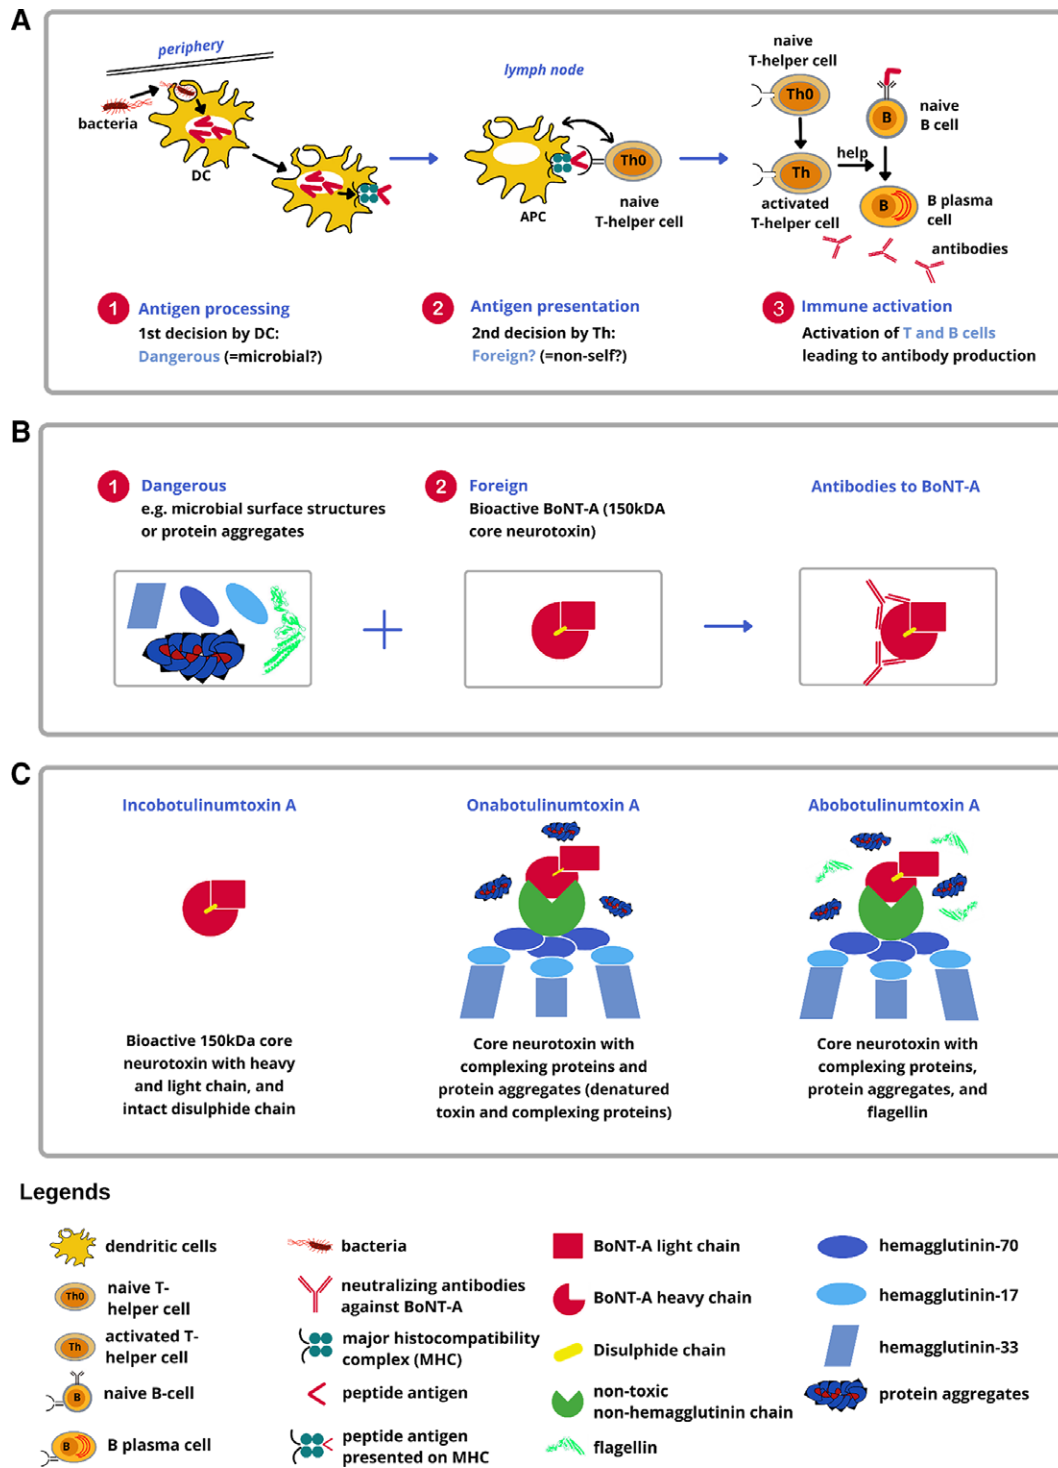 A
periphery
bacteria
DC
lymph node
APC
Th0
naive
T-helper cell
naive
T-helper cell
Th0
Th
activated
T-helper cell
help
B
naive
B cell
B
B plasma
cell
antibodies
1 Antigen processing
1st decision by DC:
Dangerous (=microbial?)
2 Antigen presentation
2nd decision by Th:
Foreign? (=non-self?)
3 Immune activation
Activation of T and B cells
leading to antibody production
B
1 Dangerous
e.g. microbial surface structures
or protein aggregates
2 Foreign
Bioactive BoNT-A (150kDA
core neurotoxin)
Antibodies to BoNT-A
C
Incobotulinumtoxin A
Bioactive 150kDa core
neurotoxin with heavy
and light chain, and
intact disulphide chain
Onabotulinumtoxin A
Core neurotoxin with
complexing proteins and
protein aggregates (denatured
toxin and complexing proteins)
Abobotulinumtoxin A
Core neurotoxin with
complexing proteins,
protein aggregates, and
flagellin
Legends
dendritic cells
Th0
naive T-
helper cell
Th
activated T-
helper cell
B
naive B-cell
B
B plasma cell
bacteria
neutralizing antibodies
against BoNT-A
major histocompatibility
complex (MHC)
peptide antigen
peptide antigen
presented on MHC
BoNT-A light chain
BoNT-A heavy chain
Disulphide chain
non-toxic
non-hemagglutinin chain
flagellin
hemagglutinin-70
hemagglutinin-17
hemagglutinin-33
protein aggregates